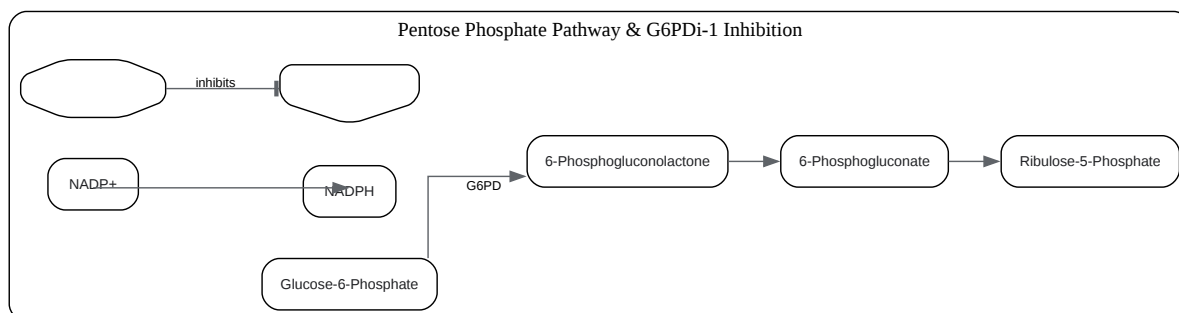 Pentose Phosphate Pathway & G6PDi-1 Inhibition
inhibits
6-Phosphogluconolactone
6-Phosphogluconate
Ribulose-5-Phosphate
NADP+
NADPH
G6PD
Glucose-6-Phosphate